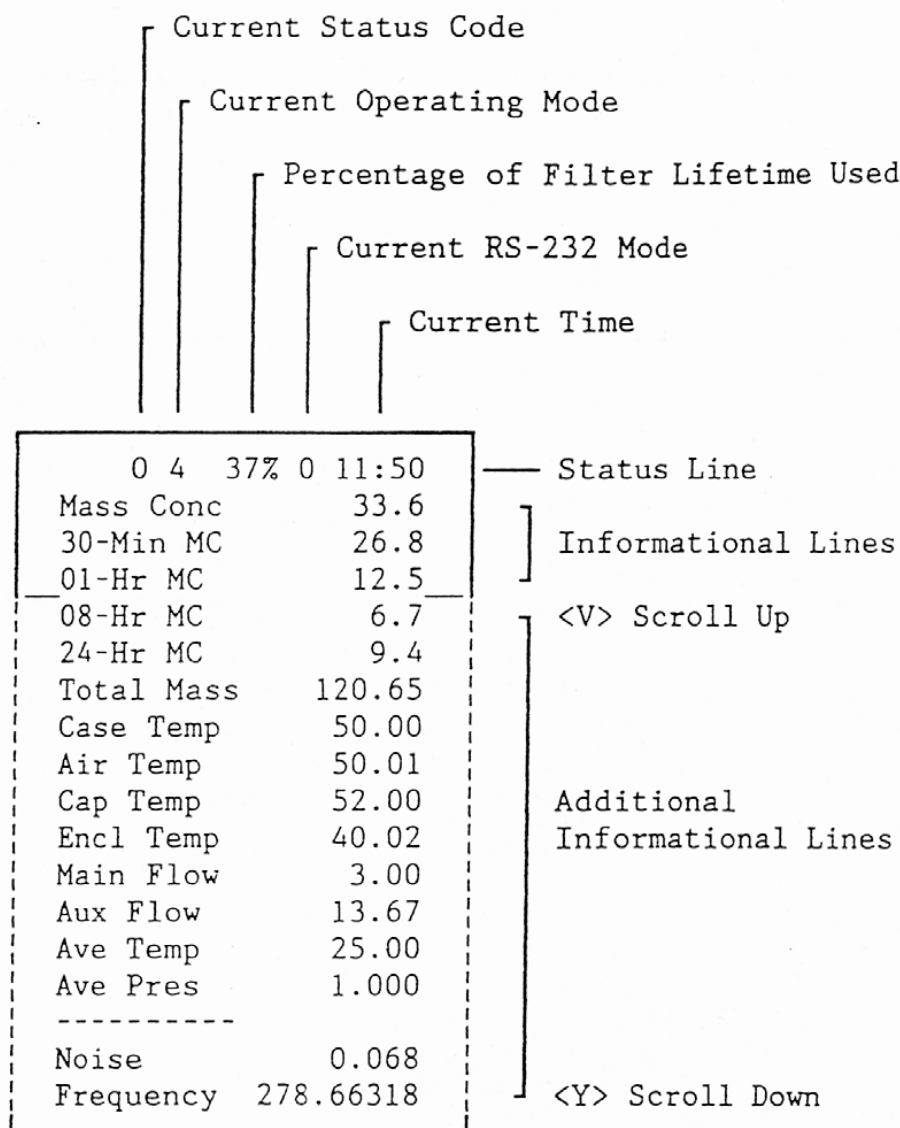 Current Status Code
Current Operating Mode
Percentage of Filter Lifetime Used
Current RS-232 Mode
Current Time
0 4 37% 0 11:50 Status Line
Mass Conc 33.6
30-Min MC 26.8 Informational Lines
01-Hr MC 12.5
08-Hr MC 6.7 <V> Scroll Up
24-Hr MC 9.4
Total Mass 120.65
Case Temp 50.00
Air Temp 50.01
Cap Temp 52.00 Additional
Encl Temp 40.02 Informational Lines
Main Flow 3.00
Aux Flow 13.67
Ave Temp 25.00
Ave Pres 1.000
----------
Noise 0.068
Frequency 278.66318 <Y> Scroll Down